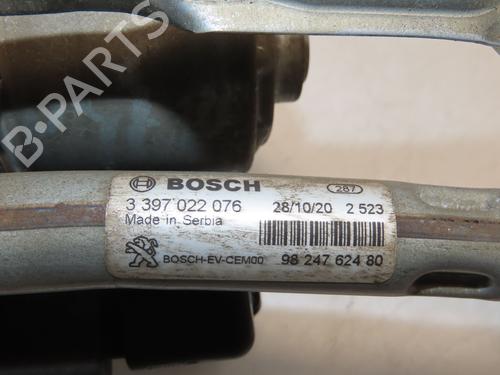 BOSCH 287
3 397 022 076 28/10/20 2 523
Made in Serbia
BOSCH-EV-CEM00 98 247 624 80
B-PARTS